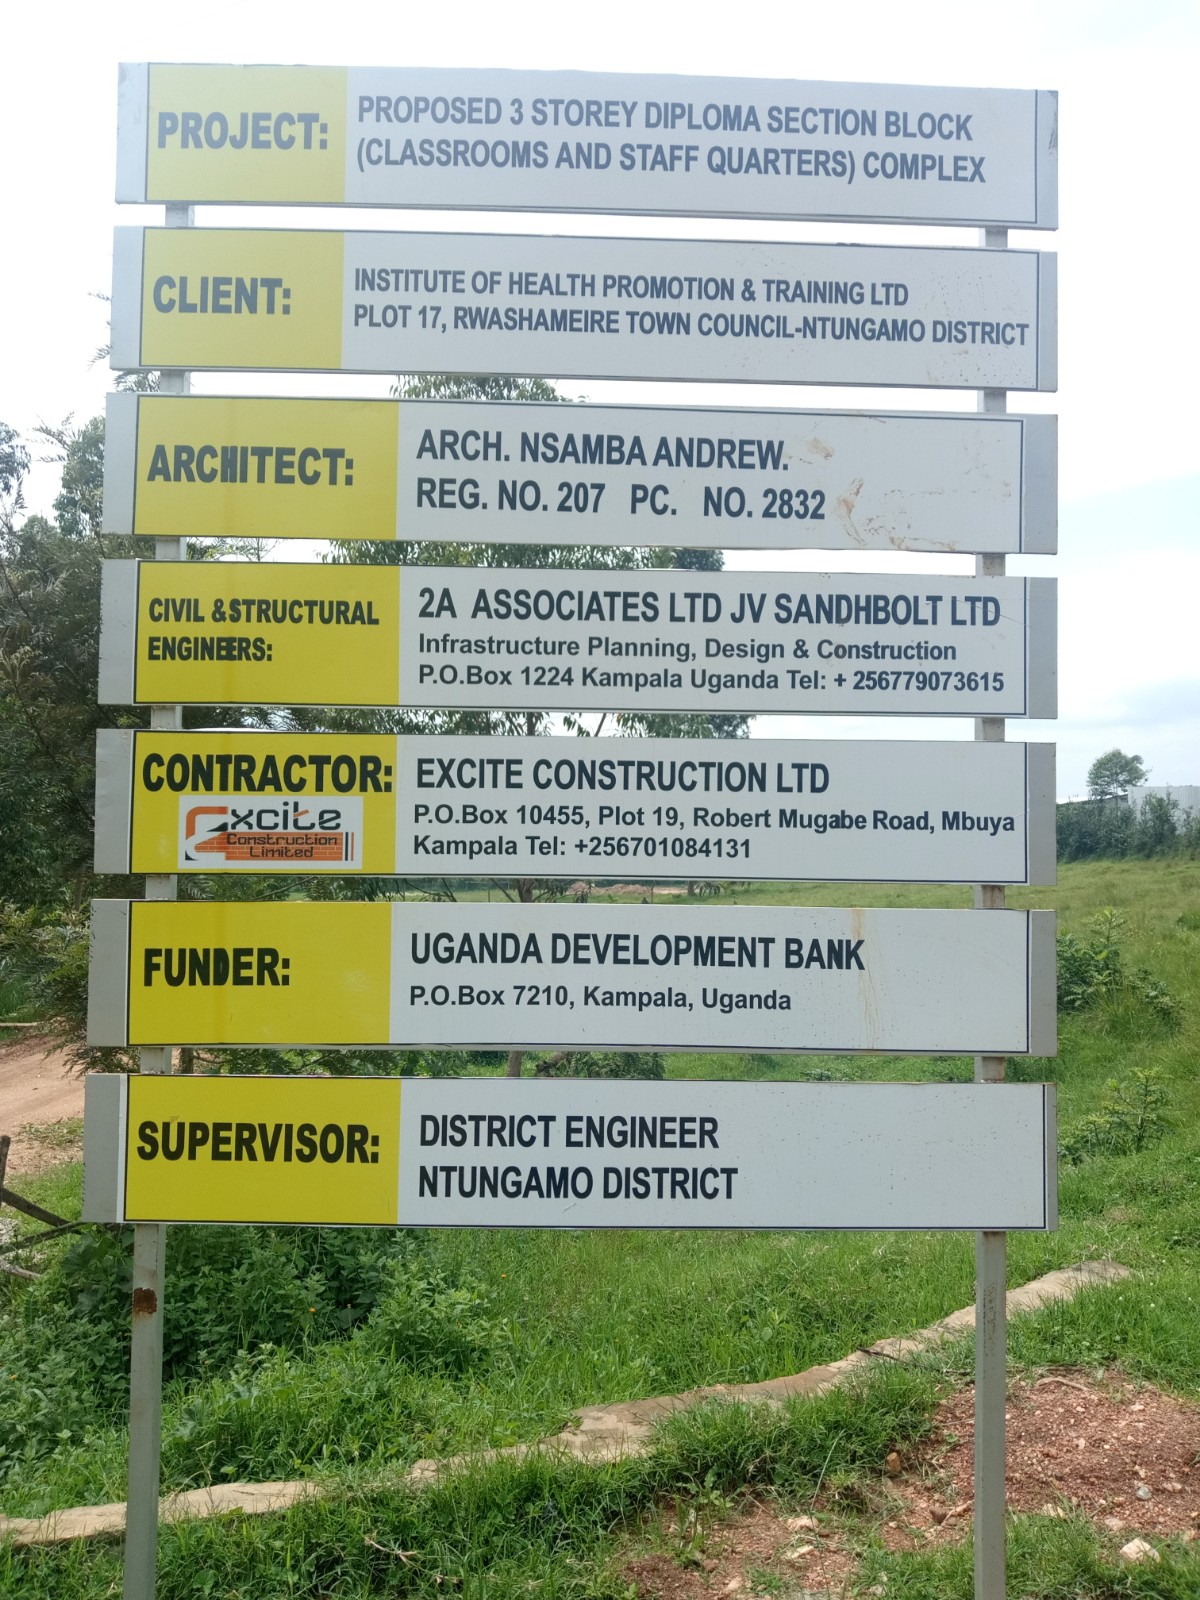 PROJECT:
PROPOSED 3 STOREY DIPLOMA SECTION BLOCK
(CLASSROOMS AND STAFF QUARTERS) COMPLEX
CLIENT:
INSTITUTE OF HEALTH PROMOTION & TRAINING LTD
PLOT 17, RWASHAMEIRE TOWN COUNCIL-NTUNGAMO DISTRICT
ARCHITECT:
ARCH. NSAMBA ANDREW.
REG. NO. 207 PC. NO. 2832
CIVIL &STRUCTURAL
ENGINEERS:
2A ASSOCIATES LTD JV SANDHBOLT LTD
Infrastructure Planning, Design & Construction
P.O.Box 1224 Kampala Uganda Tel: + 256779073615
CONTRACTOR:
Excite
Construction
Limited
EXCITE CONSTRUCTION LTD
P.O.Box 10455, Plot 19, Robert Mugabe Road, Mbuya
Kampala Tel: +256701084131
FUNDER:
UGANDA DEVELOPMENT BANK
P.O.Box 7210, Kampala, Uganda
SUPERVISOR:
DISTRICT ENGINEER
NTUNGAMO DISTRICT